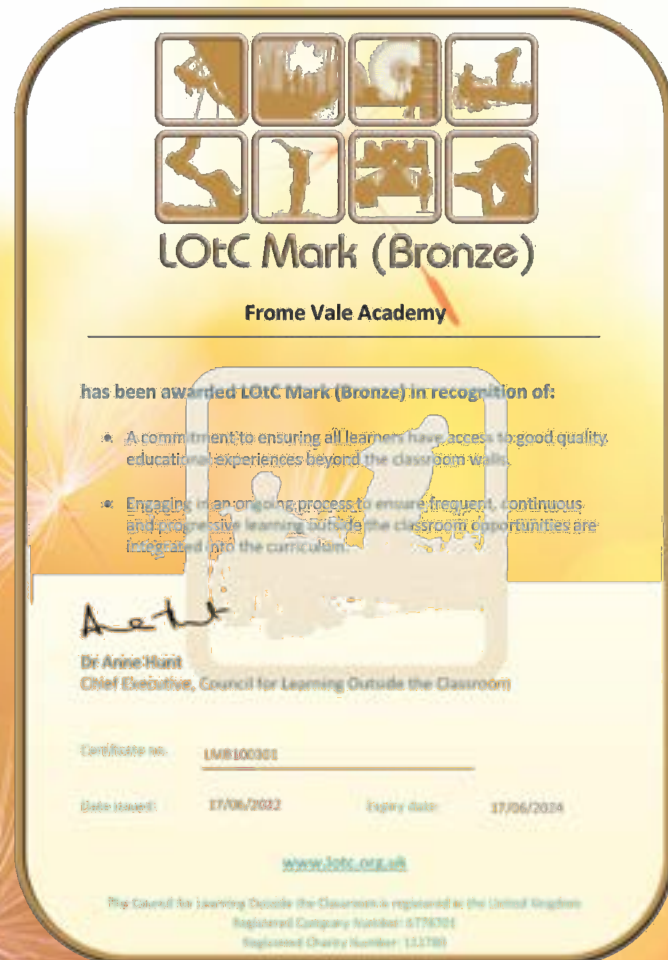 LOtC Mark (Bronze)
Frome Vale Academy
has been awarded LOtC Mark (Bronze) in recognition of:
• A commitment to ensuring all learners have access to good quality
educational experiences beyond the classroom walls.
• Engaging in an ongoing process to ensure frequent, continuous
and progressive learning outside the classroom opportunities are
integrated into the curriculum.
Dr Anne Hunt
Chief Executive, Council for Learning Outside the Classroom
Certificate no. LMB100301
Date issued: 17/06/2022 Expiry date: 17/06/2024
www.lotc.org.uk
The Council for Learning Outside the Classroom is registered in the United Kingdom
Registered Company Number:
Registered Charity Number: